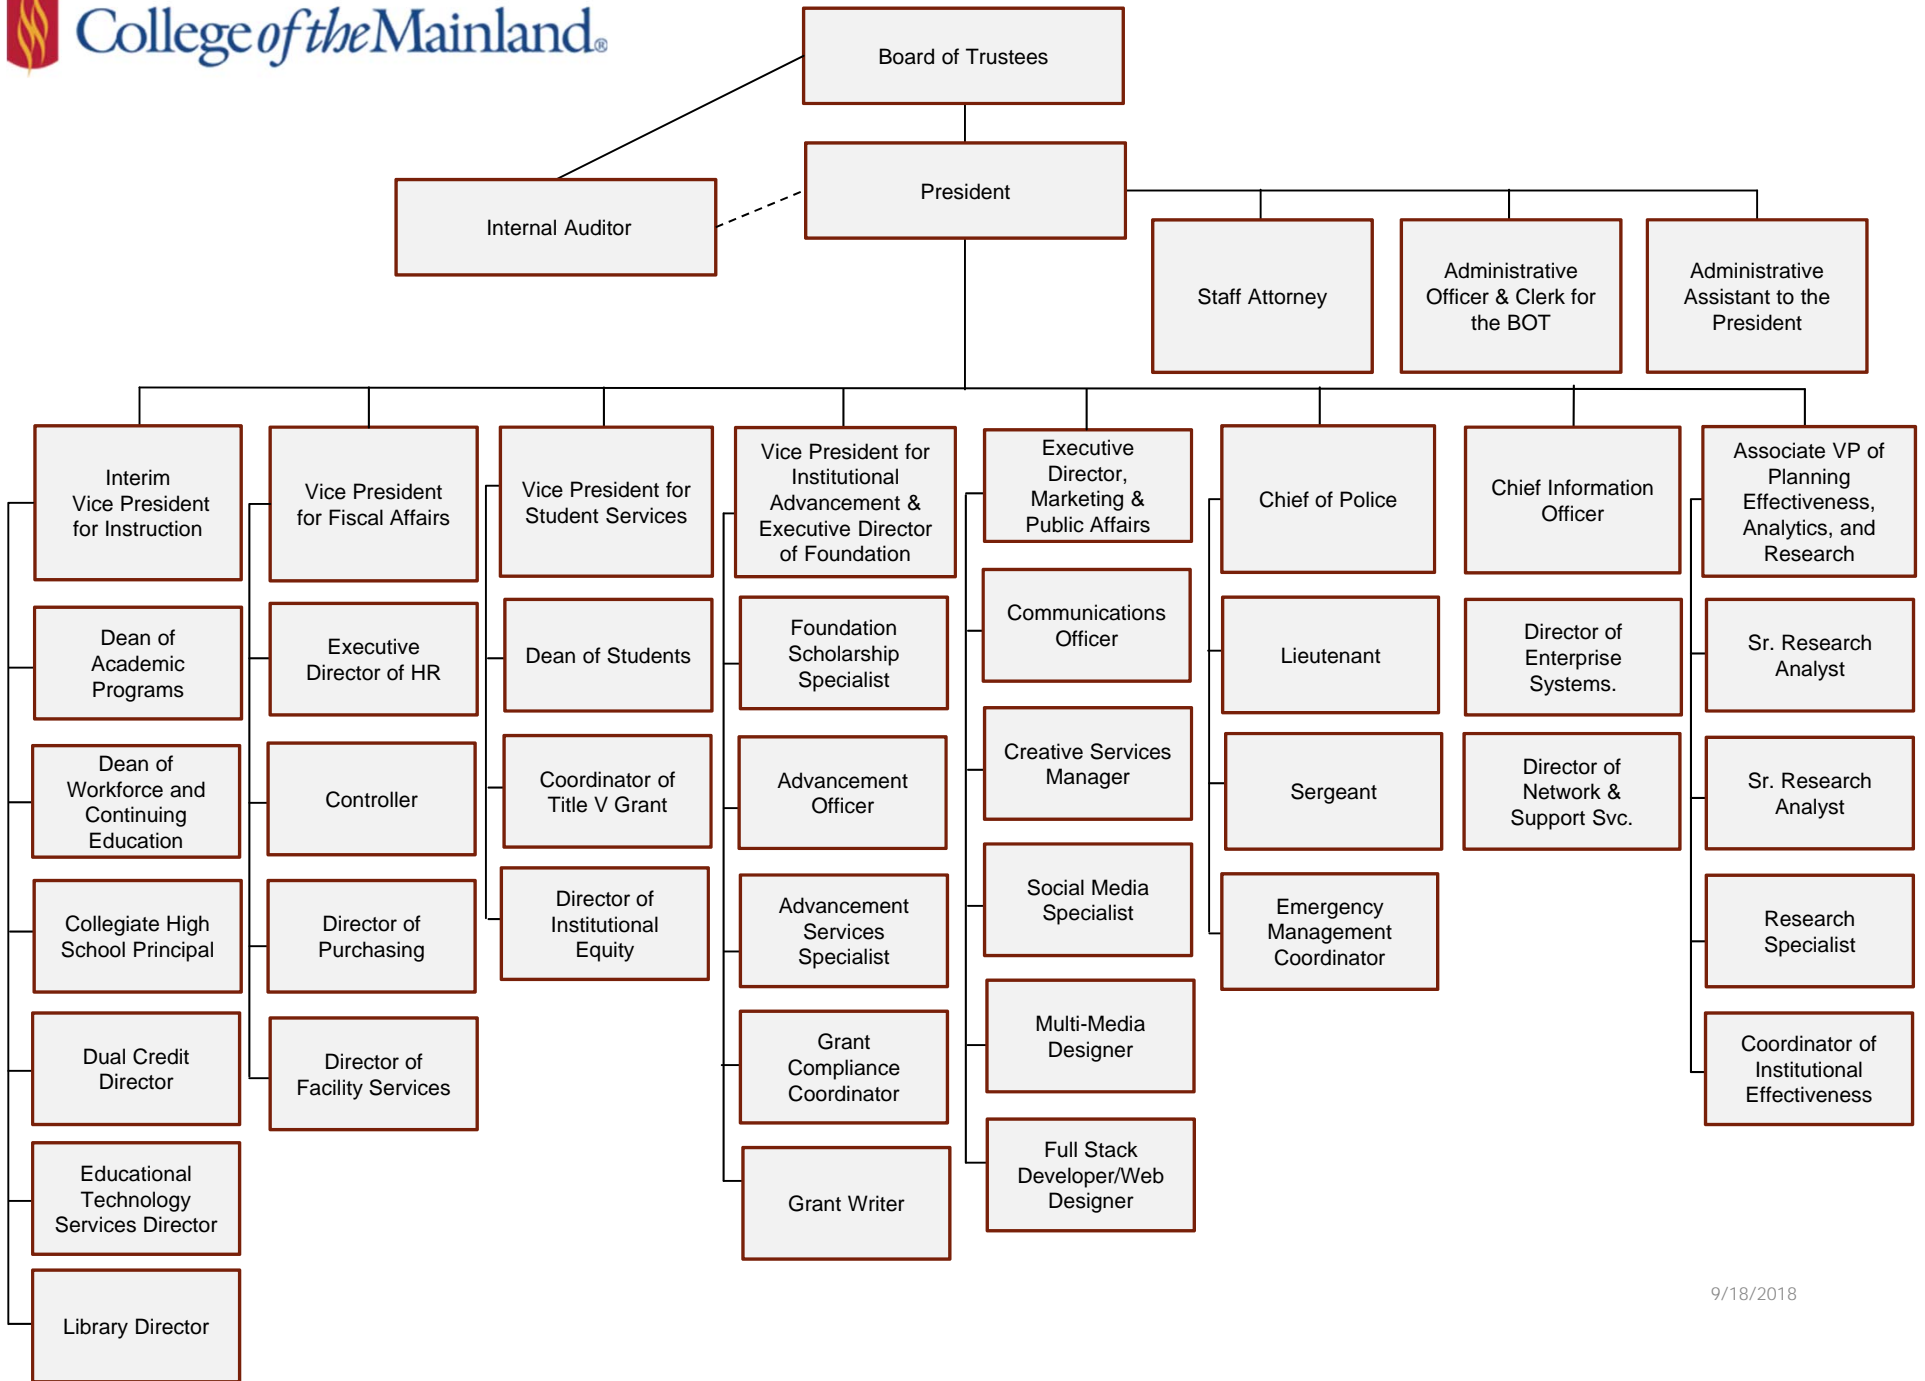 College of the Mainland®
Board of Trustees
President
Internal Auditor
Staff Attorney
Administrative
Officer & Clerk for
the BOT
Administrative
Assistant to the
President
Interim
Vice President
for Instruction
Dean of
Academic
Programs
Dean of
Workforce and
Continuing
Education
Collegiate High
School Principal
Dual Credit
Director
Educational
Technology
Services Director
Library Director
Vice President
for Fiscal Affairs
Executive
Director of HR
Controller
Director of
Purchasing
Director of
Facility Services
Vice President for
Student Services
Dean of Students
Coordinator of
Title V Grant
Director of
Institutional
Equity
Vice President for
Institutional
Advancement &
Executive Director
of Foundation
Foundation
Scholarship
Specialist
Advancement
Officer
Advancement
Services
Specialist
Grant
Compliance
Coordinator
Grant Writer
Executive
Director,
Marketing &
Public Affairs
Communications
Officer
Creative Services
Manager
Social Media
Specialist
Multi-Media
Designer
Full Stack
Developer/Web
Designer
Chief of Police
Lieutenant
Sergeant
Emergency
Management
Coordinator
Chief Information
Officer
Director of
Enterprise
Systems.
Director of
Network &
Support Svc.
Associate VP of
Planning
Effectiveness,
Analytics, and
Research
Sr. Research
Analyst
Sr. Research
Analyst
Research
Specialist
Coordinator of
Institutional
Effectiveness
9/18/2018